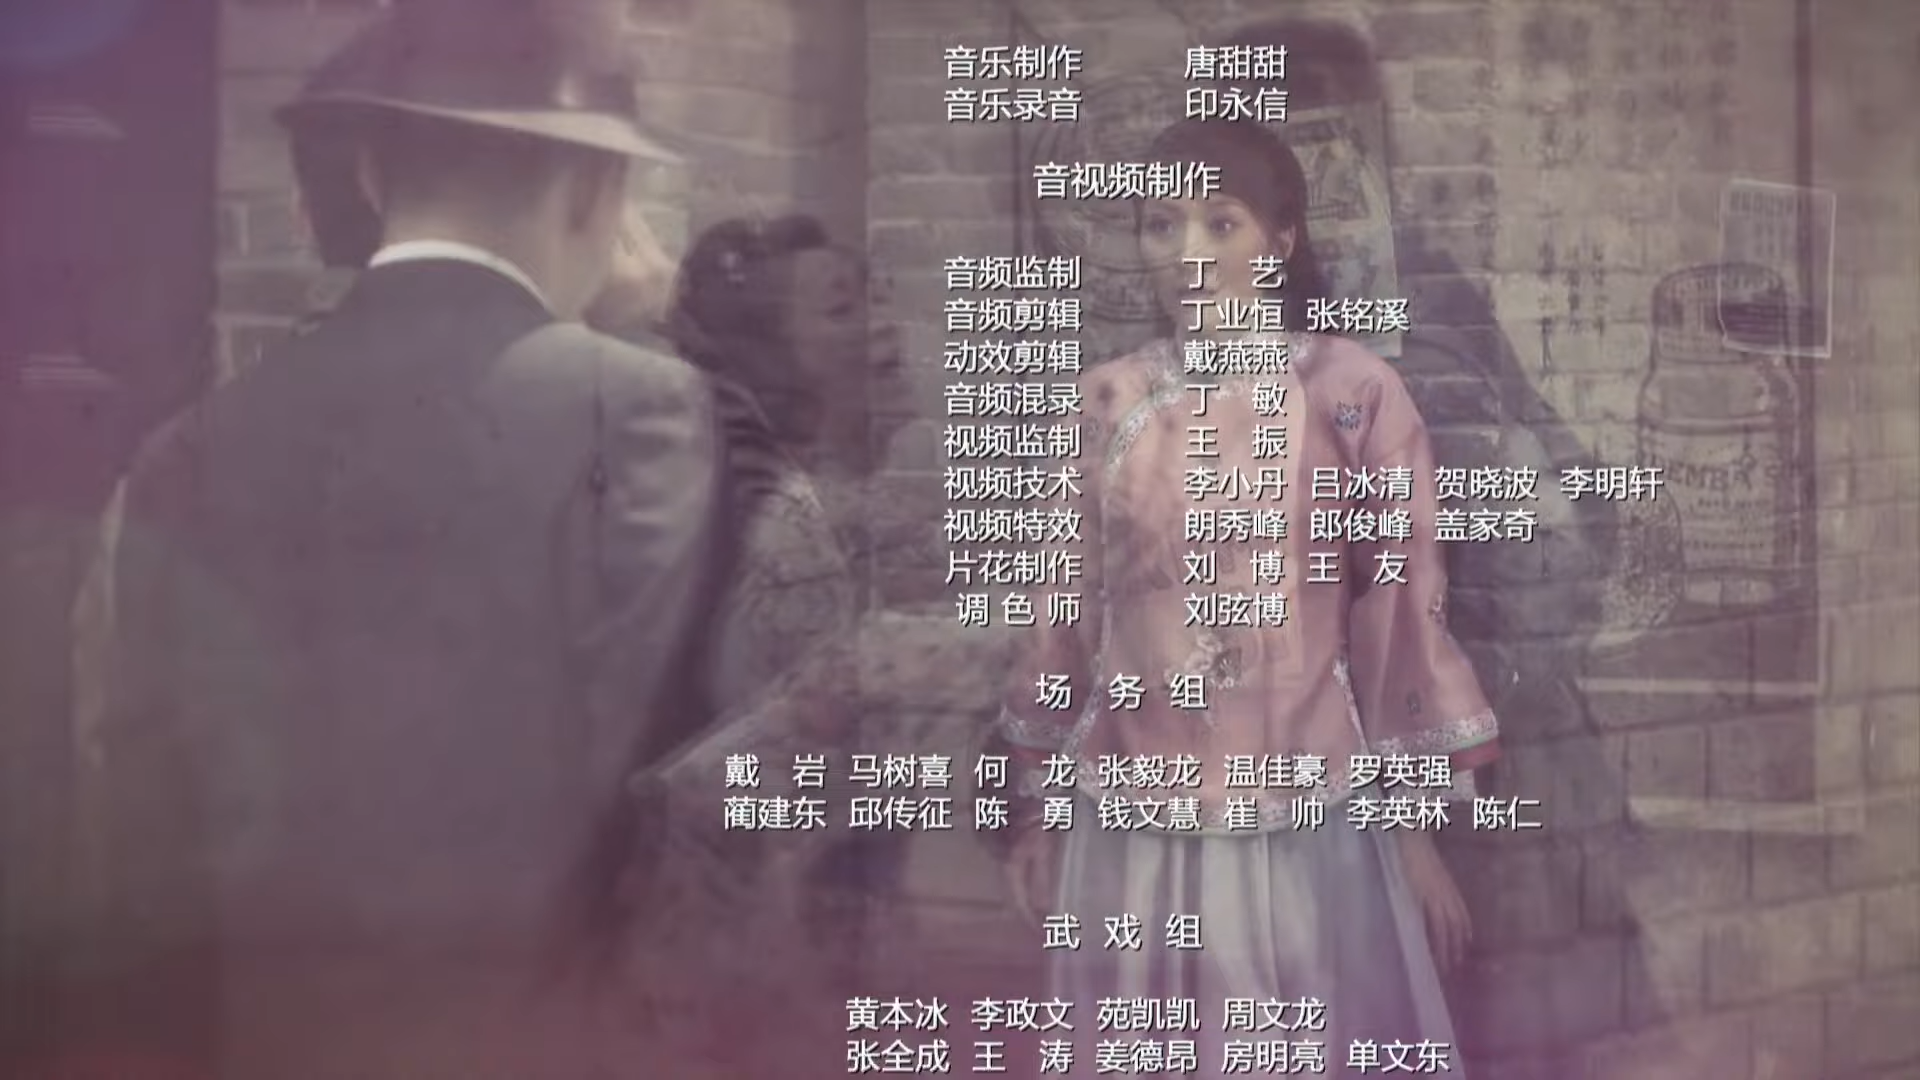 音乐制作 唐甜甜
音乐录音 印永信
音视频制作
音频监制 丁 艺
音频剪辑 丁业恒 张铭溪
动效剪辑 戴燕燕
音频混录 丁 敏
视频监制 王 振
视频技术 李小丹 吕冰清 贺晓波 李明轩
视频特效 朗秀峰 郎俊峰 盖家奇
片花制作 刘 博 王 友
调 色 师 刘弦博
场 务 组
戴 岩 马树喜 何 龙 张毅龙 温佳豪 罗英强
蔺建东 邱传征 陈 勇 钱文慧 崔 帅 李英林 陈仁
武 戏 组
黄本冰 李政文 苑凯凯 周文龙
张全成 王 涛 姜德昂 房明亮 单文东